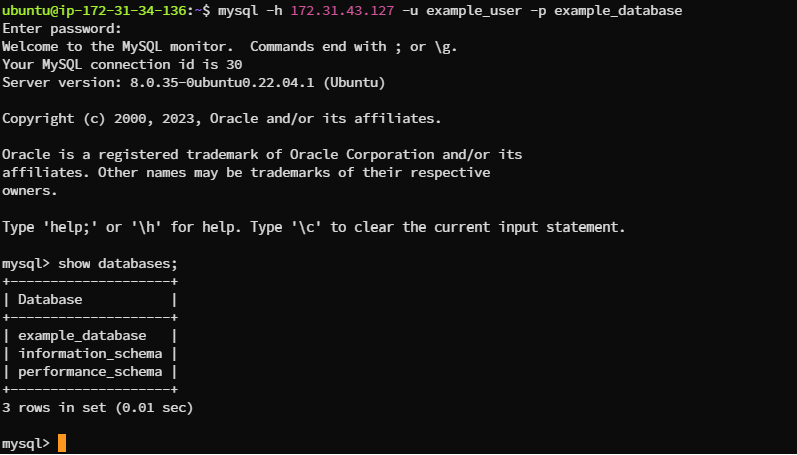 ubuntu@ip-172-31-34-136:~$ mysql -h 172.31.43.127 -u example_user -p example_database
Enter password:
Welcome to the MySQL monitor.  Commands end with ; or \g.
Your MySQL connection id is 30
Server version: 8.0.35-0ubuntu0.22.04.1 (Ubuntu)
Copyright (c) 2000, 2023, Oracle and/or its affiliates.
Oracle is a registered trademark of Oracle Corporation and/or its
affiliates. Other names may be trademarks of their respective
owners.
Type 'help;' or '\h' for help. Type '\c' to clear the current input statement.
mysql> show databases;
+--------------------+
| Database           |
+--------------------+
| example_database   |
| information_schema |
| performance_schema |
+--------------------+
3 rows in set (0.01 sec)
mysql>